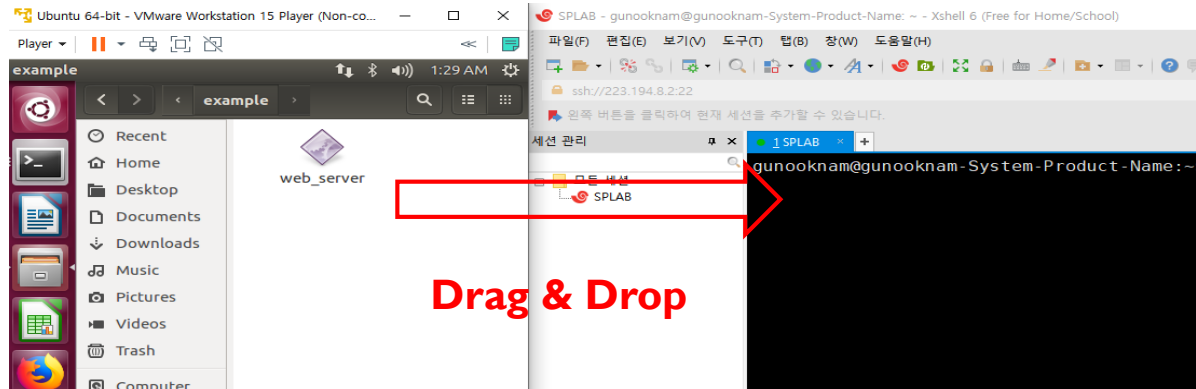 Ubuntu 64-bit - VMware Workstation 15 Player (Non-co...
Player
example
1:29 AM
example
Recent
Home
Desktop
Documents
Downloads
Music
Pictures
Videos
Trash
Computer
web_server
SPLAB - gunooknam@gunooknam-System-Product-Name: ~ - Xshell 6 (Free for Home/School)
파일(F) 편집(E) 보기(V) 도구(T) 탭(B) 창(W) 도움말(H)
ssh://223.194.8.2:22
왼쪽 버튼을 클릭하여 현재 세션을 추가할 수 있습니다.
세션 관리
모든 세션
SPLAB
1 SPLAB
gunooknam@gunooknam-System-Product-Name:~
Drag & Drop